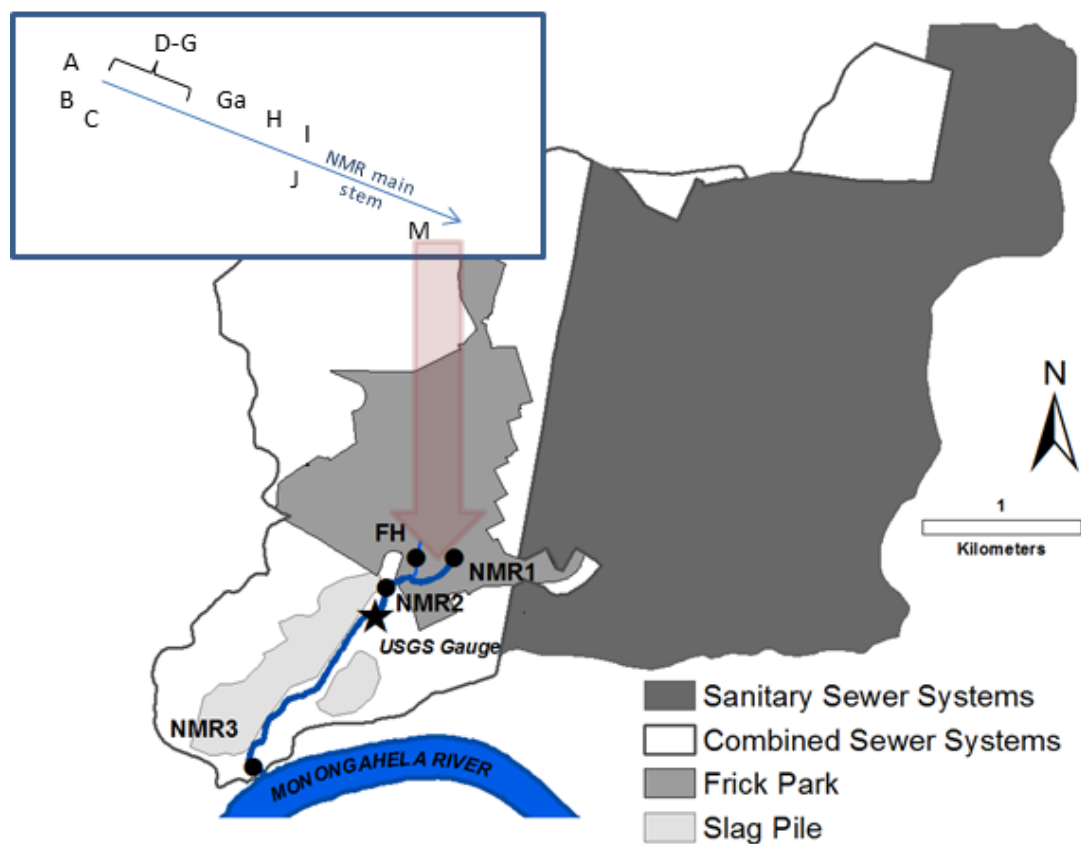 D-G
A
B
C
Ga
H
I
NMR main
stem
J
M
N
1
Kilometers
FH
NMR1
NMR2
USGS Gauge
NMR3
MONONGAHELA RIVER
Sanitary Sewer Systems
Combined Sewer Systems
Frick Park
Slag Pile